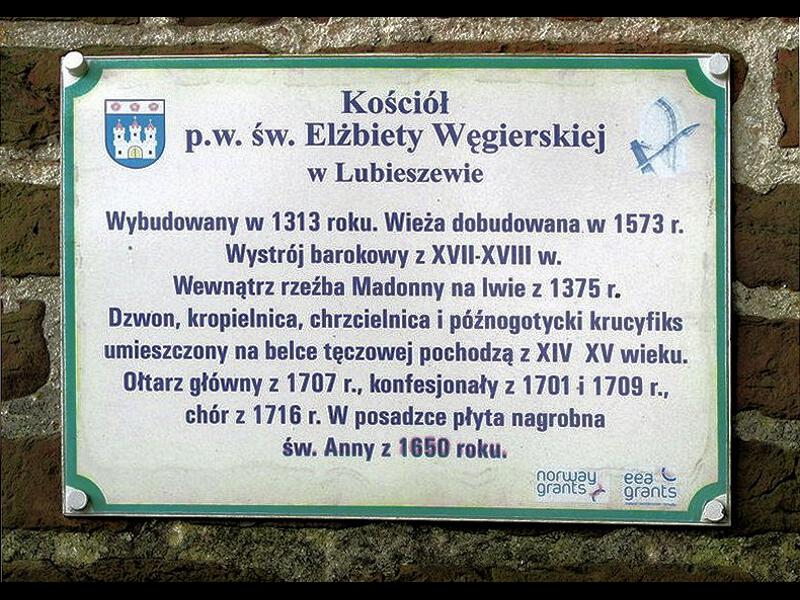 Kościół
p.w. św. Elżbiety Węgierskiej
w Lubieszewie
Wybudowany w 1313 roku. Wieża dobudowana w 1573 r.
Wystrój barokowy z XVII-XVIII w.
Wewnątrz rzeźba Madonny na lwie z 1375 r.
Dzwon, kropielnica, chrzcielnica i późnogotycki krucyfiks
umieszczony na belce tęczowej pochodzą z XIV XV wieku.
Ołtarz główny z 1707 r., konfesjonały z 1701 i 1709 r.,
chór z 1716 r. W posadzce płyta nagrobna
św. Anny z 1650 roku.
norway grants
eea grants